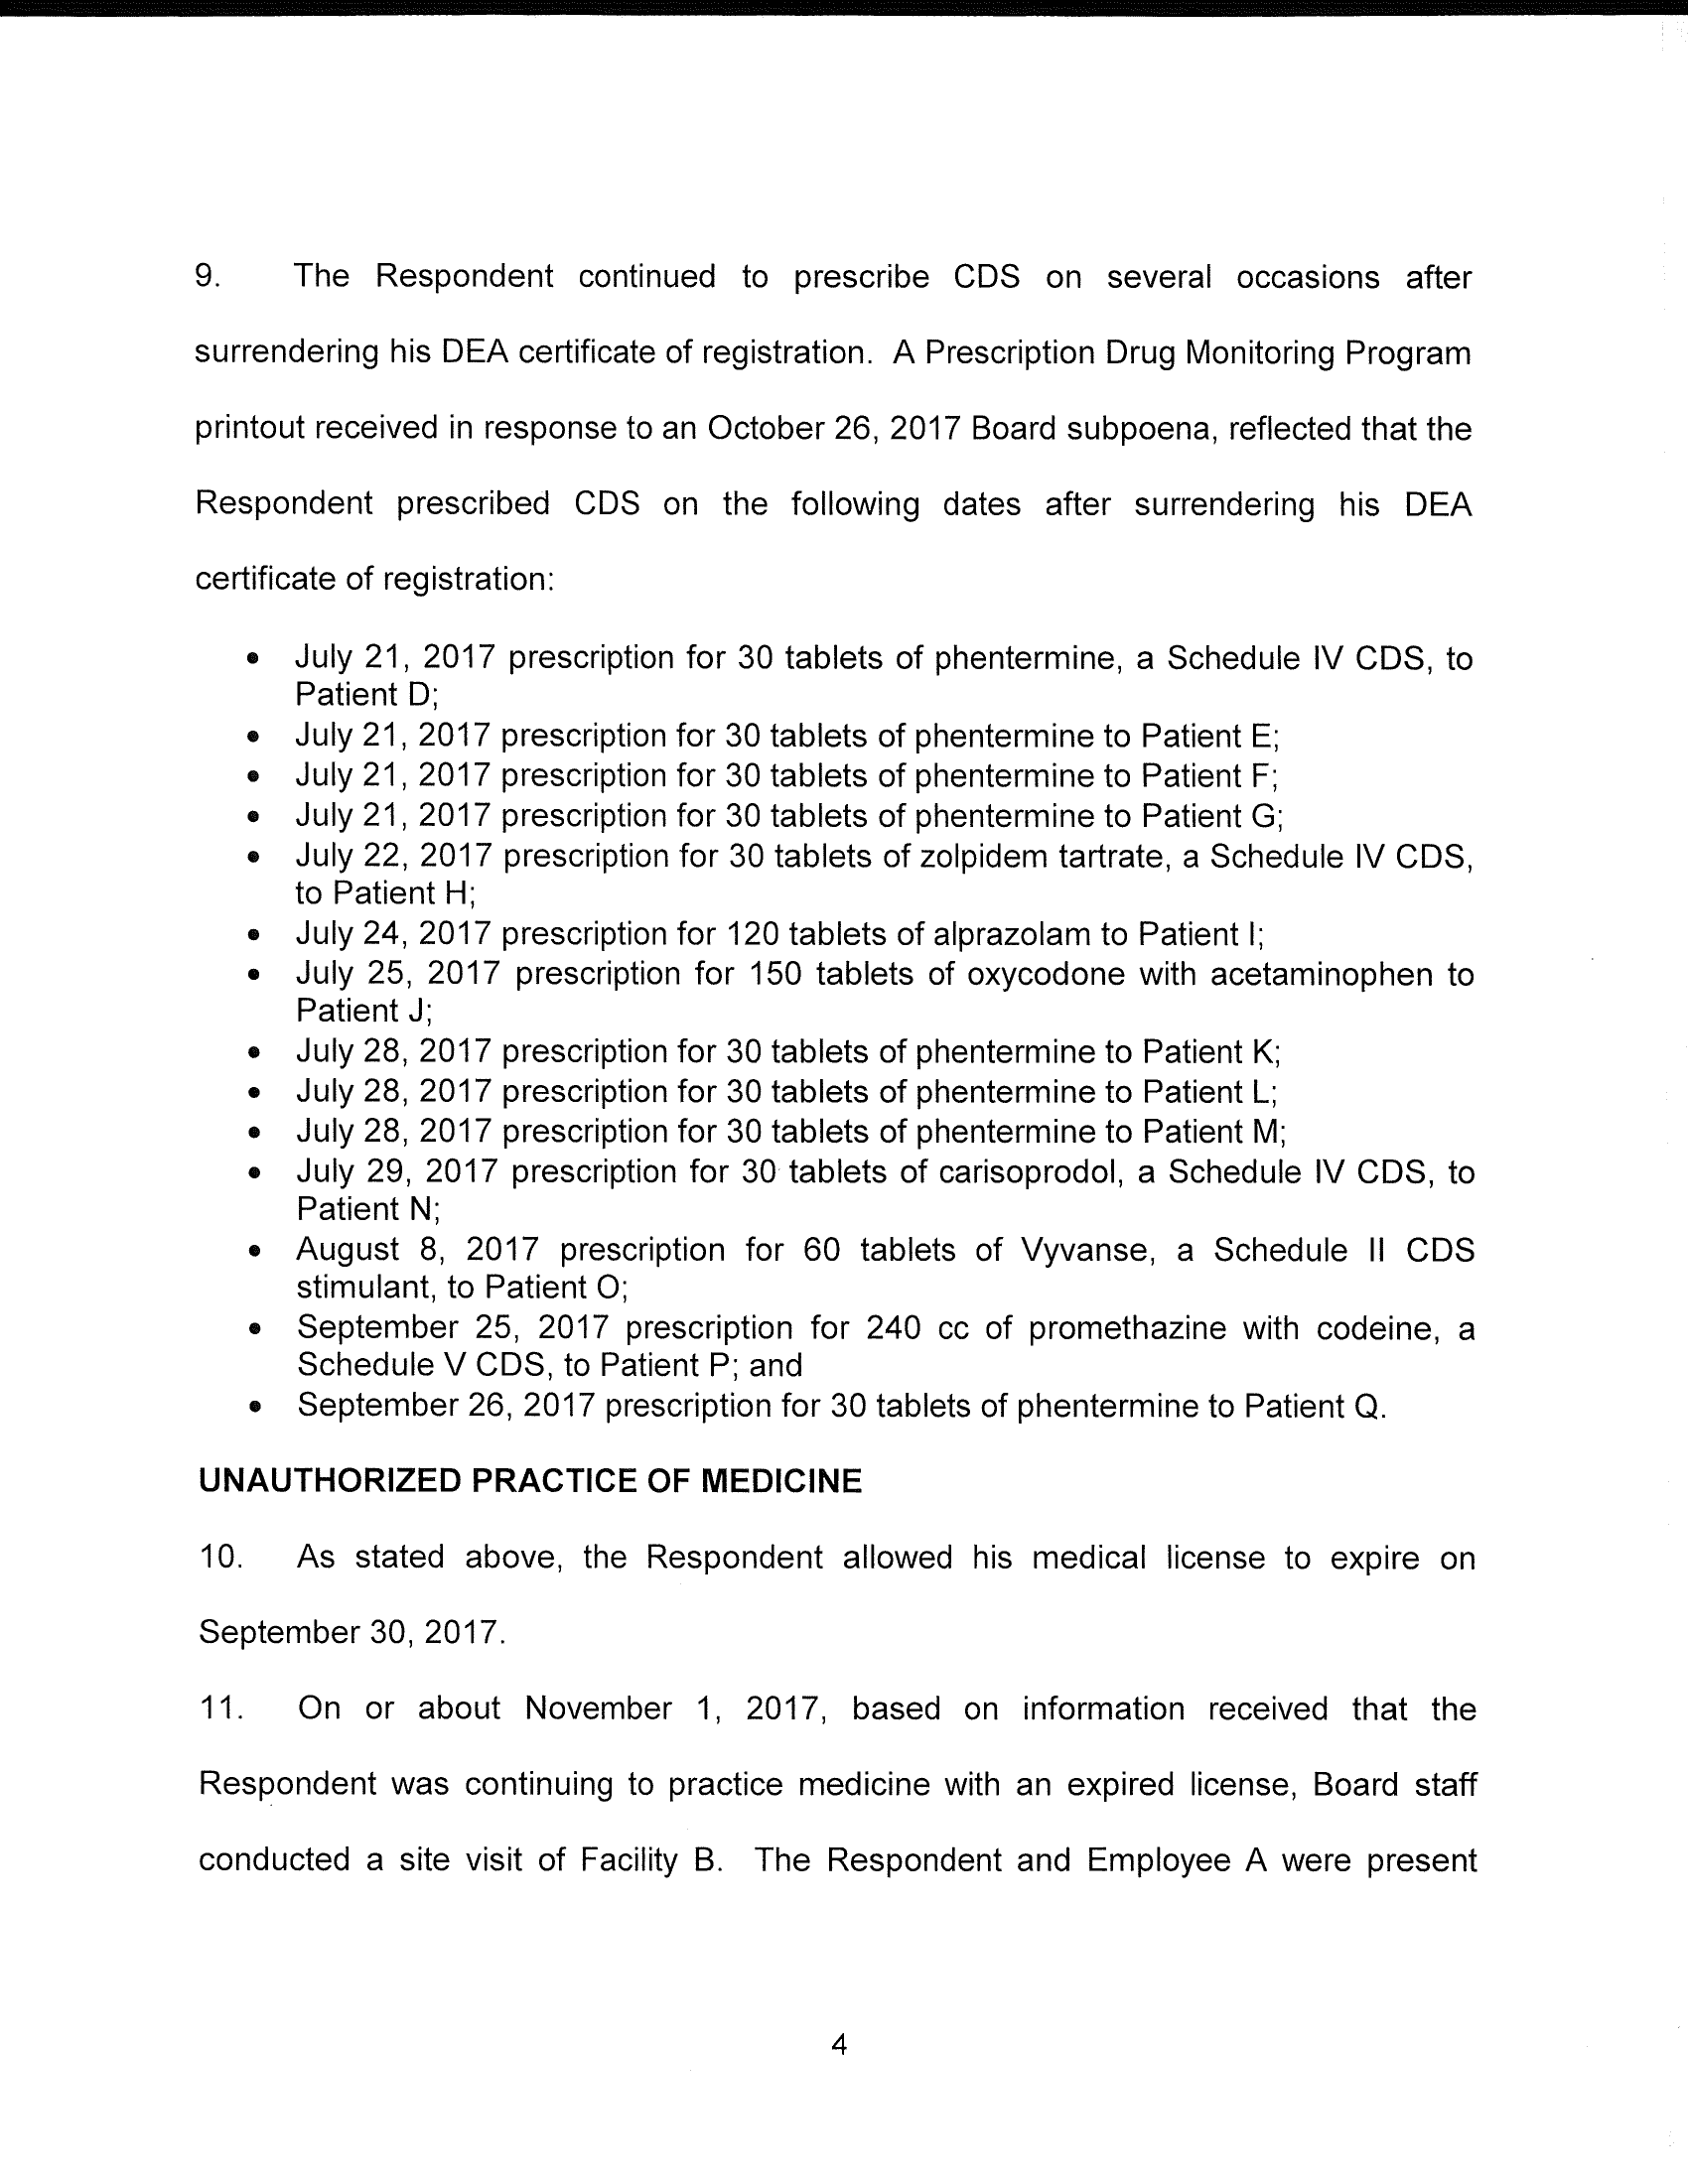 9. The Respondent continued to prescribe CDS on several occasions after
surrendering his DEA certificate of registration. A Prescription Drug Monitoring Program
printout received in response to an October 26, 2017 Board subpoena, reflected that the
Respondent prescribed CDS on the following dates after surrendering his DEA
certificate of registration:
• July 21, 2017 prescription for 30 tablets of phentermine, a Schedule IV CDS, to
Patient D;
• July 21, 2017 prescription for 30 tablets of phentermine to Patient E;
• July 21, 2017 prescription for 30 tablets of phentermine to Patient F;
• July 21, 2017 prescription for 30 tablets of phentermine to Patient G;
• July 22, 2017 prescription for 30 tablets of zolpidem tartrate, a Schedule IV CDS,
to Patient H;
• July 24, 2017 prescription for 120 tablets of alprazolam to Patient I;
• July 25, 2017 prescription for 150 tablets of oxycodone with acetaminophen to
Patient J;
• July 28, 2017 prescription for 30 tablets of phentermine to Patient K;
• July 28, 2017 prescription for 30 tablets of phentermine to Patient L;
• July 28, 2017 prescription for 30 tablets of phentermine to Patient M;
• July 29, 2017 prescription for 30 tablets of carisoprodol, a Schedule IV CDS, to
Patient N;
• August 8, 2017 prescription for 60 tablets of Vyvanse, a Schedule II CDS
stimulant, to Patient O;
• September 25, 2017 prescription for 240 cc of promethazine with codeine, a
Schedule V CDS, to Patient P; and
• September 26, 2017 prescription for 30 tablets of phentermine to Patient Q.
UNAUTHORIZED PRACTICE OF MEDICINE
10. As stated above, the Respondent allowed his medical license to expire on
September 30, 2017.
11. On or about November 1, 2017, based on information received that the
Respondent was continuing to practice medicine with an expired license, Board staff
conducted a site visit of Facility B. The Respondent and Employee A were present
4